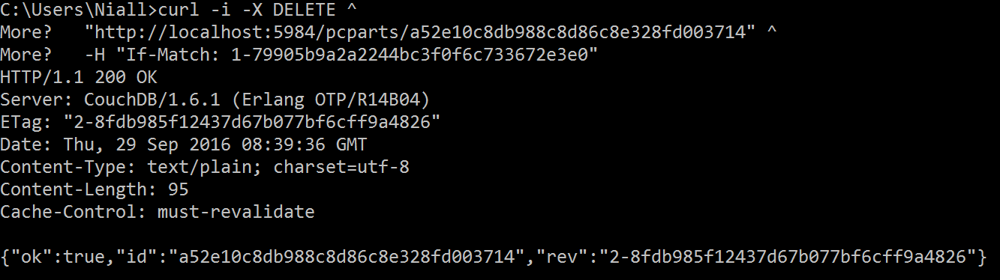 C:\Users\Niall>curl -i -X DELETE ^
More?   "http://localhost:5984/pcparts/a52e10c8db988c8d86c8e328fd003714" ^
More?   -H "If-Match: 1-79905b9a2a2244bc3f0f6c733672e3e0"
HTTP/1.1 200 OK
Server: CouchDB/1.6.1 (Erlang OTP/R14B04)
ETag: "2-8fdb985f12437d67b077bf6cff9a4826"
Date: Thu, 29 Sep 2016 08:39:36 GMT
Content-Type: text/plain; charset=utf-8
Content-Length: 95
Cache-Control: must-revalidate
{"ok":true,"id":"a52e10c8db988c8d86c8e328fd003714","rev":"2-8fdb985f12437d67b077bf6cff9a4826"}